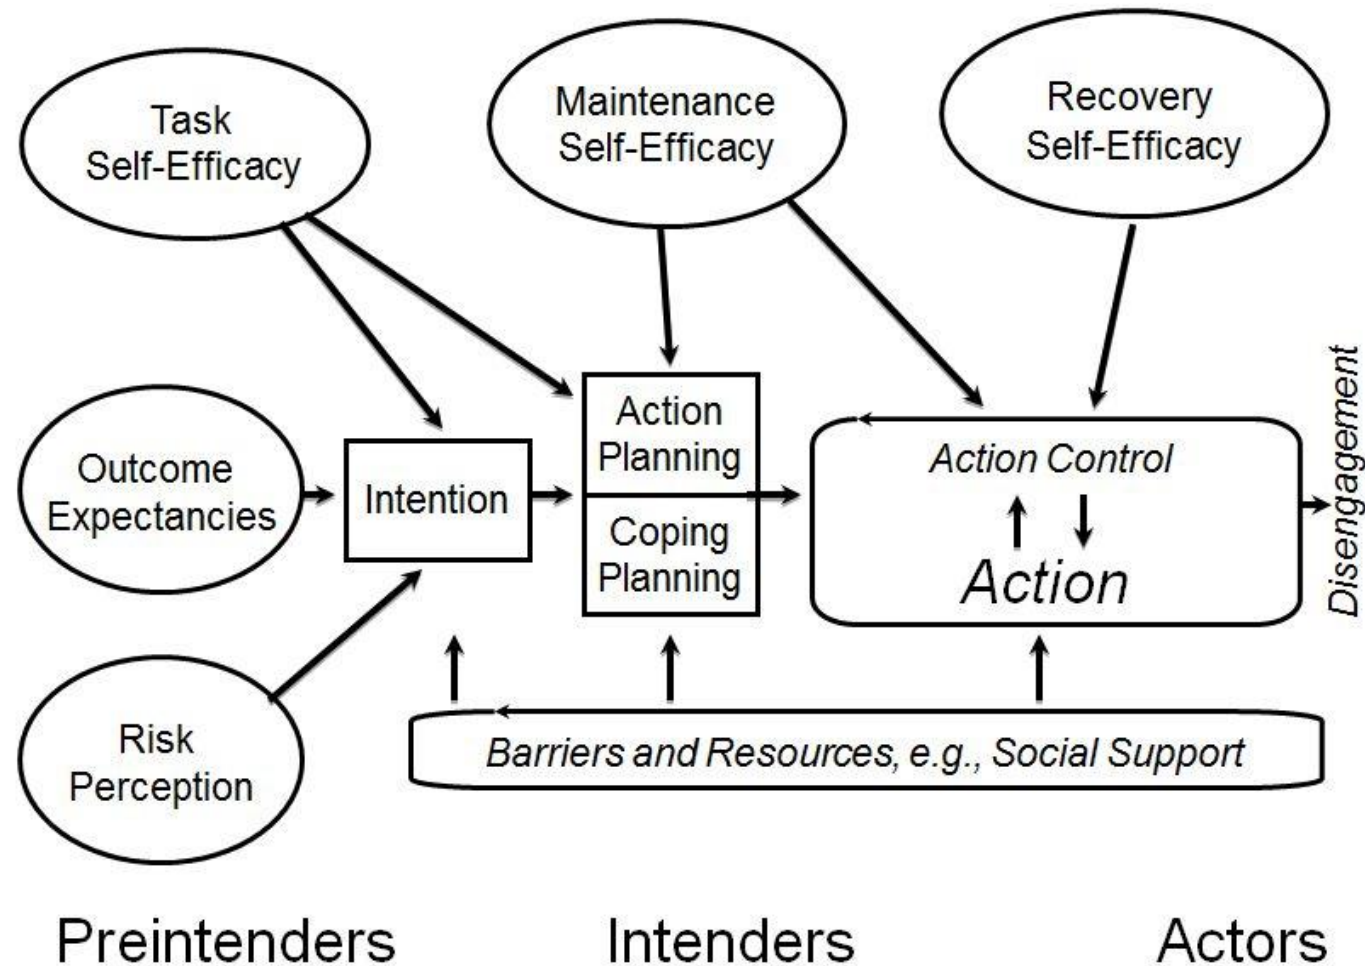 Task
Self-Efficacy
Maintenance
Self-Efficacy
Recovery
Self-Efficacy
Outcome
Expectancies
Intention
Action
Planning
Coping
Planning
Action Control
Action
Disengagement
Risk
Perception
Barriers and Resources, e.g., Social Support
Preintenders
Intenders
Actors